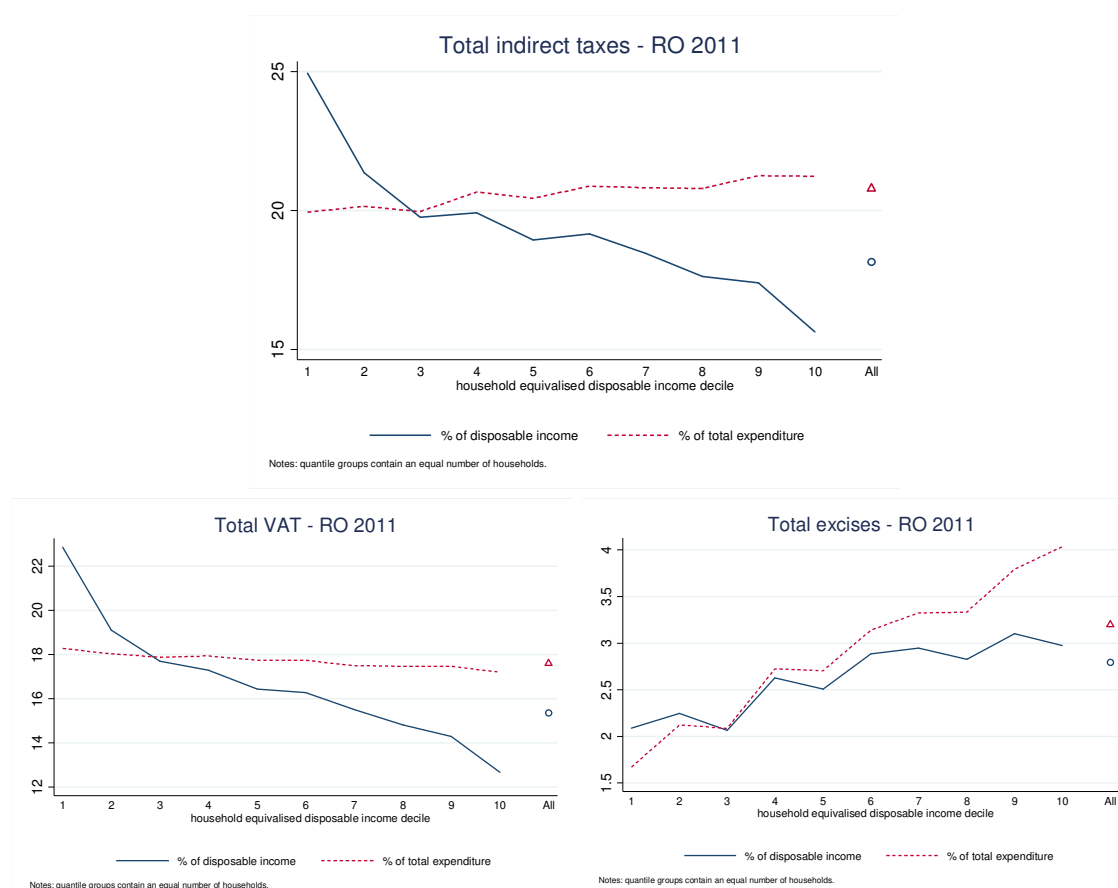 Total indirect taxes - RO 2011
25
20
15
1 2 3 4 5 6 7 8 9 10 All
household equivalised disposable income decile
% of disposable income % of total expenditure
Notes: quantile groups contain an equal number of households.
Total VAT - RO 2011
22
20
18
16
14
12
1 2 3 4 5 6 7 8 9 10 All
household equivalised disposable income decile
% of disposable income % of total expenditure
Notes: quantile groups contain an equal number of households.
Total excises - RO 2011
4
3.5
3
2.5
2
1.5
1 2 3 4 5 6 7 8 9 10 All
household equivalised disposable income decile
% of disposable income % of total expenditure
Notes: quantile groups contain an equal number of households.